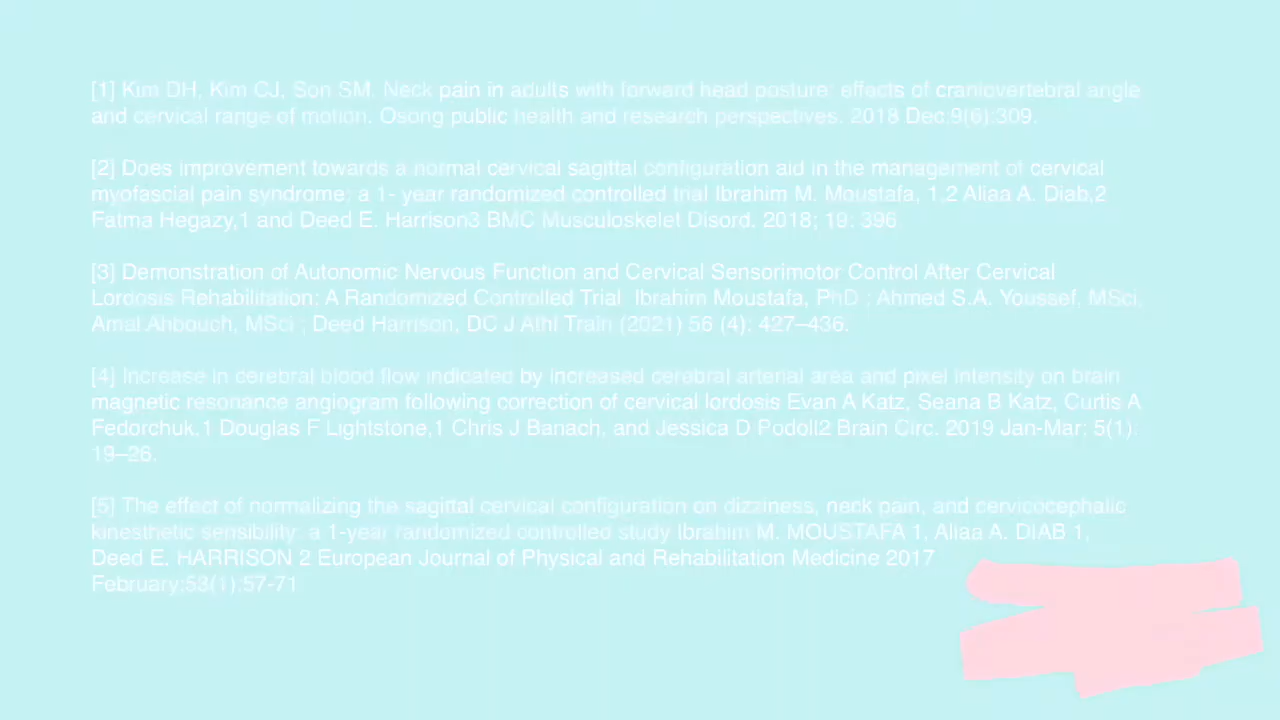 [1] Kim DH, Kim CJ, Son SM. Neck pain in adults with forward head posture: effects of craniovertebral angle
and cervical range of motion. Osong public health and research perspectives. 2018 Dec;9(6):309.
[2] Does improvement towards a normal cervical sagittal configuration aid in the management of cervical
myofascial pain syndrome: a 1- year randomized controlled trial Ibrahim M. Moustafa, 1,2 Aliaa A. Diab,2
Fatma Hegazy,1 and Deed E. Harrison3 BMC Musculoskelet Disord. 2018; 19: 396
[3] Demonstration of Autonomic Nervous Function and Cervical Sensorimotor Control After Cervical
Lordosis Rehabilitation: A Randomized Controlled Trial Ibrahim Moustafa, PhD ; Ahmed S.A. Youssef, MSci,
Amal Ahbouch, MSci ; Deed Harrison, DC J Athl Train (2021) 56 (4): 427–436.
[4] Increase in cerebral blood flow indicated by increased cerebral arterial area and pixel intensity on brain
magnetic resonance angiogram following correction of cervical lordosis Evan A Katz, Seana B Katz, Curtis A
Fedorchuk,1 Douglas F Lightstone,1 Chris J Banach, and Jessica D Podoll2 Brain Circ. 2019 Jan-Mar; 5(1):
19–26.
[5] The effect of normalizing the sagittal cervical configuration on dizziness, neck pain, and cervicocephalic
kinesthetic sensibility: a 1-year randomized controlled study Ibrahim M. MOUSTAFA 1, Aliaa A. DIAB 1,
Deed E. HARRISON 2 European Journal of Physical and Rehabilitation Medicine 2017
February;53(1):57-71